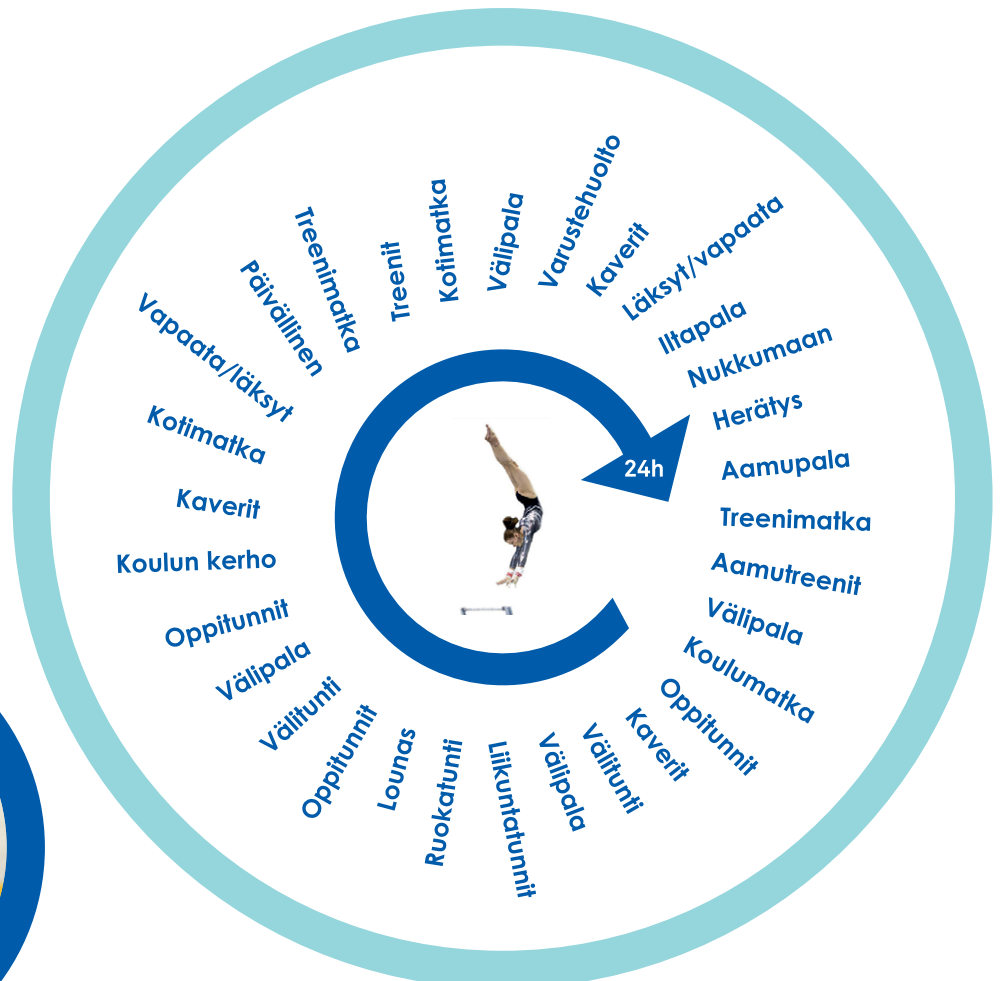 Herätys
Aamupala
Treenimatka
Aamutreenit
Välipala
Koulumatka
Oppitunnit
Kaverit
Välitunti
Välipala
Liikuntatunnit
Ruokatunti
Lounas
Oppitunnit
Välitunti
Välipala
Oppitunnit
Koulun kerho
Kaverit
Kotimatka
Vapaata/läksyt
Päivällinen
Treenimatka
Treenit
Kotimatka
Välipala
Varustehuolto
Kaverit
Läksyt/vapaata
Iltapala
Nukkumaan
24h